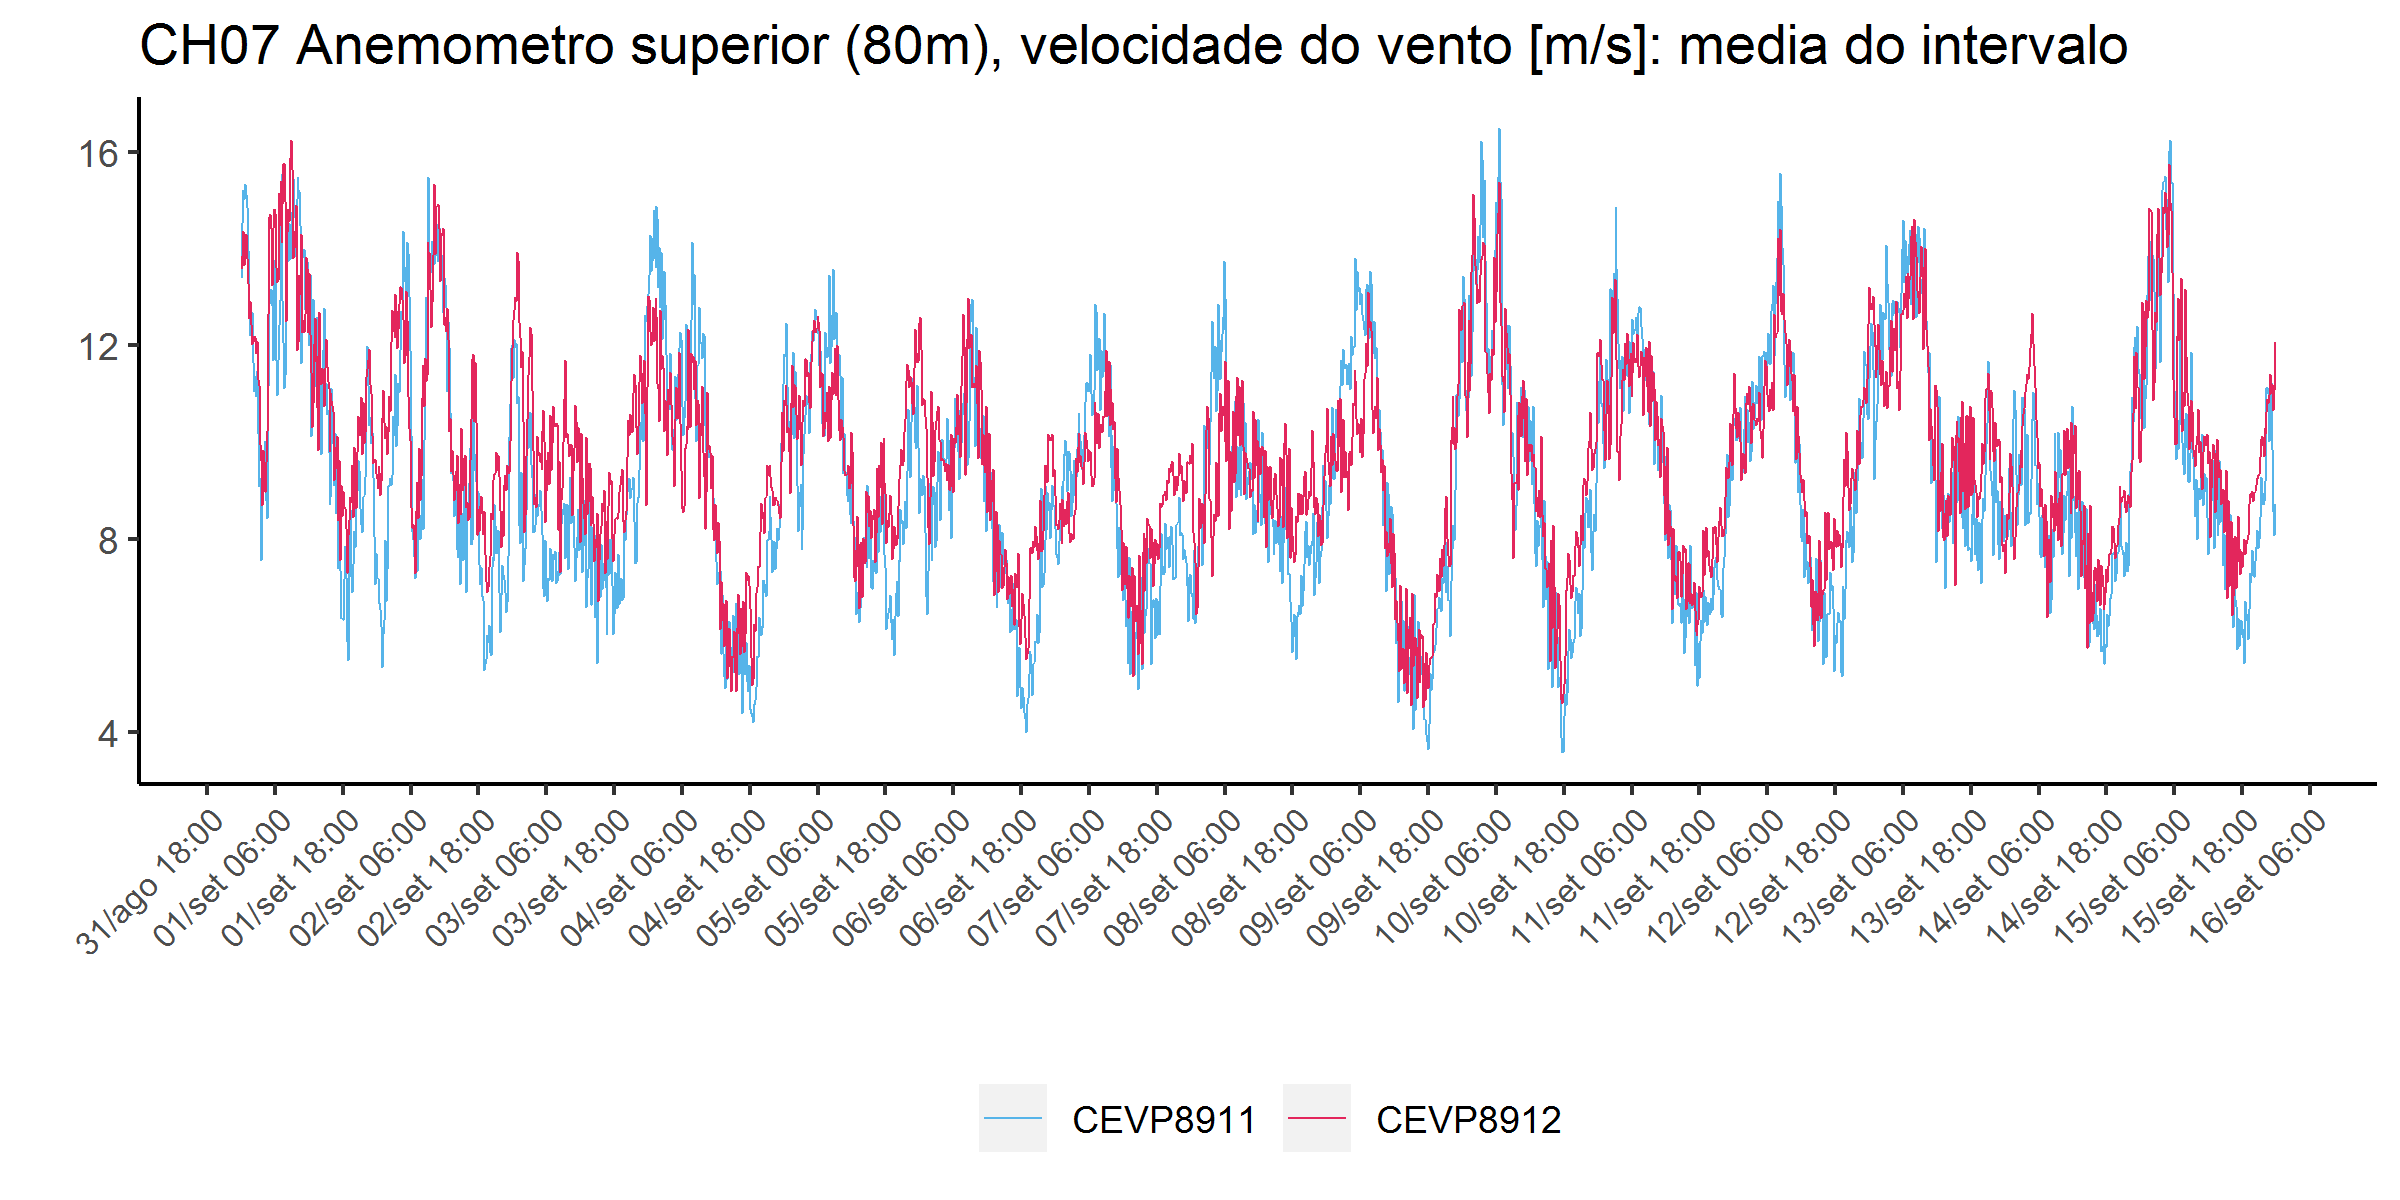 CH07 Anemometro superior (80m), velocidade do vento [m/s]: media do intervalo
16
12
8
4
31/ago 18:00
01/set 06:00
01/set 18:00
02/set 06:00
02/set 18:00
03/set 06:00
03/set 18:00
04/set 06:00
04/set 18:00
05/set 06:00
05/set 18:00
06/set 06:00
06/set 18:00
07/set 06:00
07/set 18:00
08/set 06:00
08/set 18:00
09/set 06:00
09/set 18:00
10/set 06:00
10/set 18:00
11/set 06:00
11/set 18:00
12/set 06:00
12/set 18:00
13/set 06:00
13/set 18:00
14/set 06:00
14/set 18:00
15/set 06:00
15/set 18:00
16/set 06:00
CEVP8911
CEVP8912